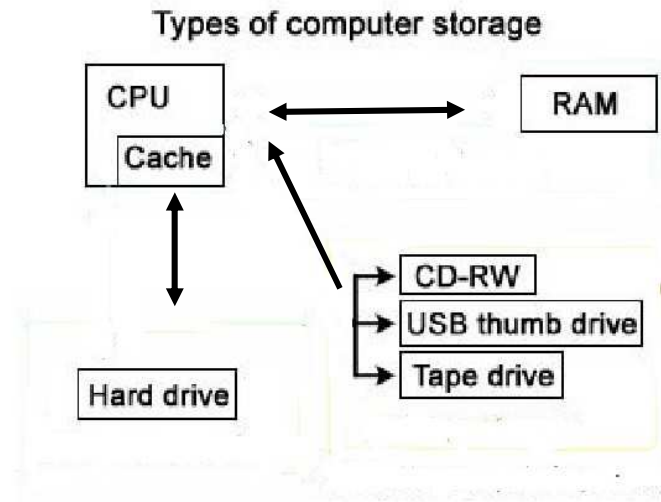 Types of computer storage
CPU
Cache
RAM
CD-RW
USB thumb drive
Tape drive
Hard drive